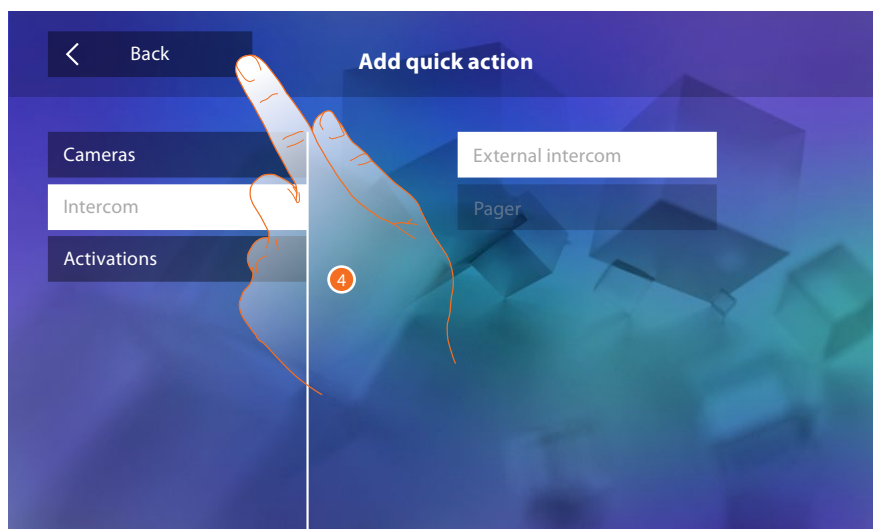 Back
Add quick action
Cameras
External intercom
Intercom
Pager
Activations
4